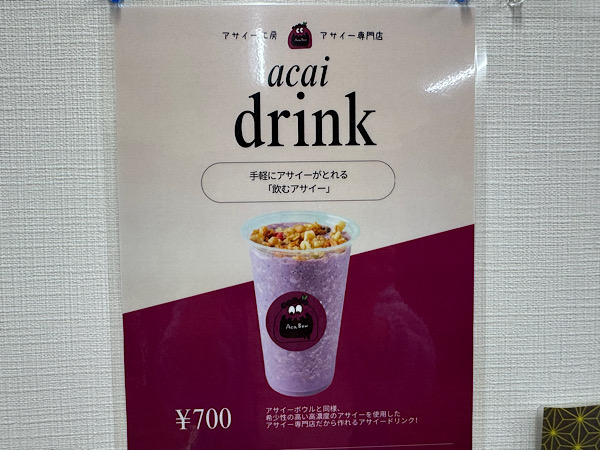 アサイー工房 アサイー専門店
acai
drink
手軽にアサイーがとれる
「飲むアサイー」
Aca Bow
¥700
アサイーボウルと同様、
希少性の高い高濃度のアサイーを使用した
アサイー専門店だから作れるアサイードリンク!